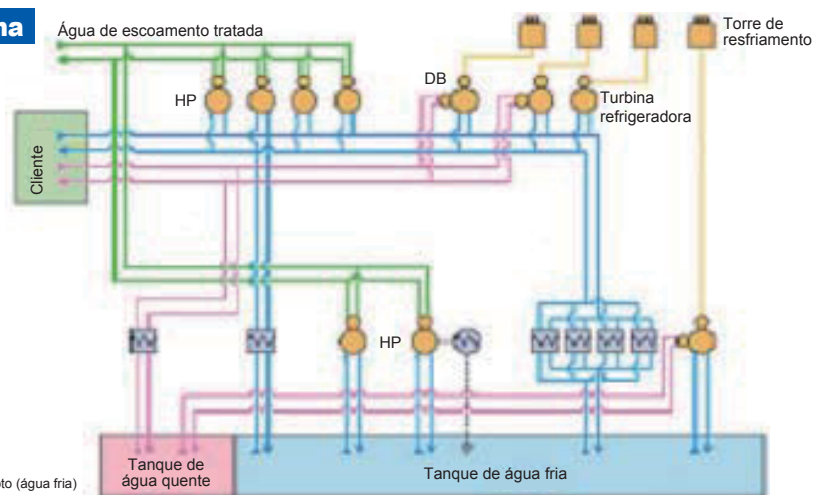 na
Água de escoamento tratada
Torre de
resfriamento
DB
HP
Turbina
refrigeradora
Cliente
HP
Tanque de
água quente
Tanque de água fria
oto (água fria)